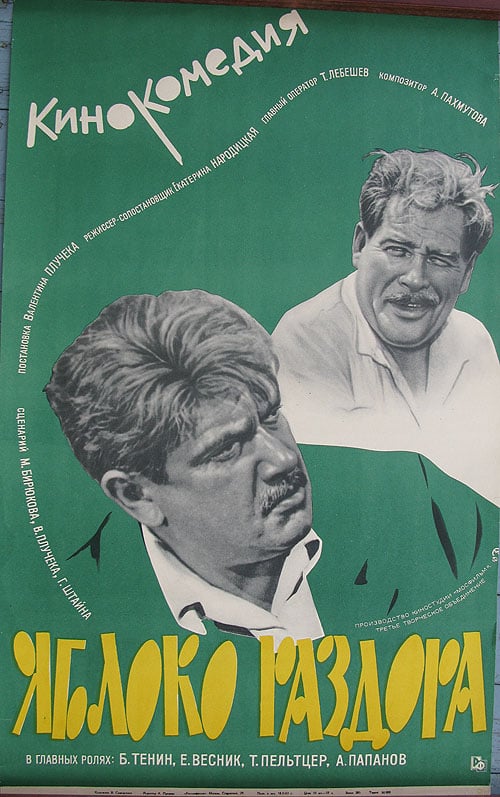 КиноКомедия
постановка Валентина ПЛУЧЕКА режиссер-сопостановщик Екатерина НАРОДИЦКАЯ главный оператор Т. ЛЕБЕШЕВ композитор А. ПАХМУТОВА
СЦЕНАРИЙ М. БИРЮКОВА, В. ПЛУЧЕКА, Г. ШТАЙНА
ПРОИЗВОДСТВО КИНОСТУДИИ „МОСФИЛЬМ“
ТРЕТЬЕ ТВОРЧЕСКОЕ ОБЪЕДИНЕНИЕ
ЯБЛОКО РАЗДОРА
В ГЛАВНЫХ РОЛЯХ: Б. ТЕНИН, Е. ВЕСНИК, Т. ПЕЛЬТЦЕР, А. ПАПАНОВ